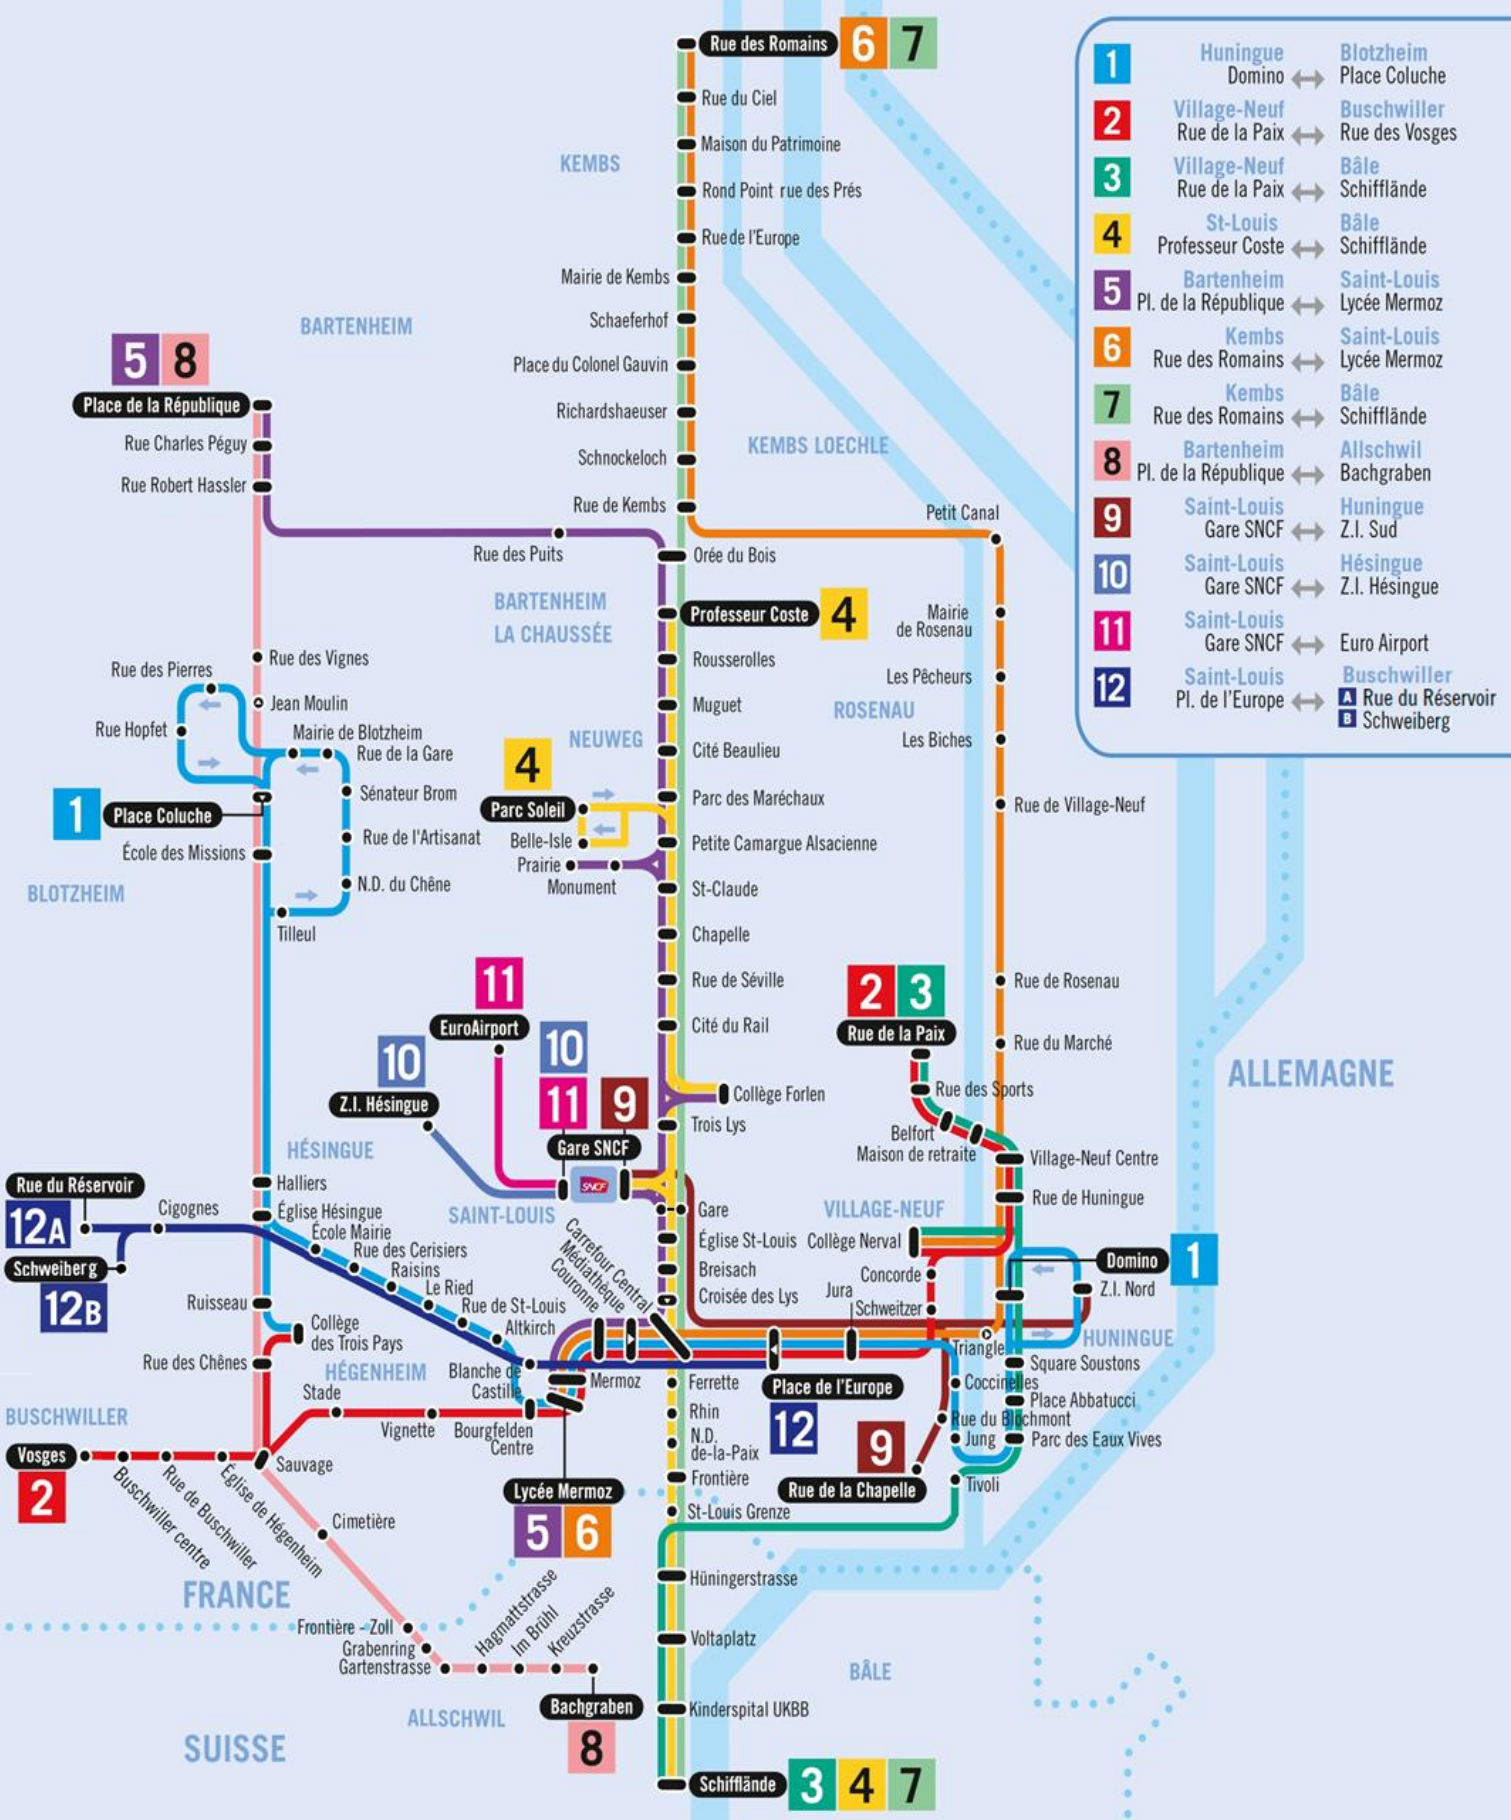 Rue des Romains
6 7
Rue du Ciel
Maison du Patrimoine
Rond Point rue des Prés
Rue de l'Europe
KEMBS
Mairie de Kembs
Schaeferhof
Place du Colonel Gauvin
Richardshaeuser
Schnockeloch
Rue de Kembs
KEMBS LOECHLE
1
Huningue Blotzheim
Domino Place Coluche
2
Village-Neuf Buschwiller
Rue de la Paix Rue des Vosges
3
Village-Neuf Bâle
Rue de la Paix Schifflände
4
St-Louis Bâle
Professeur Coste Schifflände
5
Bartenheim Saint-Louis
Pl. de la République Lycée Mermoz
6
Kembs Saint-Louis
Rue des Romains Lycée Mermoz
7
Kembs Bâle
Rue des Romains Schifflände
8
Bartenheim Allschwil
Pl. de la République Bachgraben
9
Saint-Louis Huningue
Gare SNCF Z.I. Sud
10
Saint-Louis Hésingue
Gare SNCF Z.I. Hésingue
11
Saint-Louis
Gare SNCF Euro Airport
12
Saint-Louis Buschwiller
Pl. de l'Europe A Rue du Réservoir
B Schweiberg
BARTENHEIM
5 8
Place de la République
Rue Charles Péguy
Rue Robert Hassler
Rue des Puits
Orée du Bois
Petit Canal
BARTENHEIM
LA CHAUSSÉE
Professeur Coste
4
Mairie
de Rosenau
Rousserolles
Les Pêcheurs
Muguet
ROSENAU
NEUWEG
Cité Beaulieu
Les Biches
Rue des Vignes
Rue des Pierres
Jean Moulin
Rue Hopfet
Mairie de Blotzheim
Rue de la Gare
Sénateur Brom
1
Place Coluche
Rue de l'Artisanat
École des Missions
N.D. du Chêne
BLOTZHEIM
Tilleul
4
Parc Soleil
Belle-Isle
Prairie
Monument
Parc des Maréchaux
Petite Camargue Alsacienne
St-Claude
Chapelle
Rue de Séville
Cité du Rail
Rue de Village-Neuf
Rue de Rosenau
Rue du Marché
2 3
Rue de la Paix
Rue des Sports
Belfort
Maison de retraite
Village-Neuf Centre
Rue de Huningue
ALLEMAGNE
11
EuroAirport
10
Z.I. Hésingue
10
11 9
Gare SNCF
SNCF
Collège Forlen
Trois Lys
HÉSINGUE
SAINT-LOUIS
VILLAGE-NEUF
Gare
Église St-Louis
Collège Nerval
Breisach
Croisée des Lys
Concorde
Jura
Schweitzer
Domino
1
Z.I. Nord
HUNINGUE
Triangle
Rue du Réservoir
12A
Cigognes
Schweiberg
12B
Halliers
Église Hésingue
École Mairie
Rue des Cerisiers
Raisins
Le Ried
Rue de St-Louis
Altkirch
Carrefour Central
Médiathèque
Couronne
Ruisseau
Collège
des Trois Pays
Rue des Chênes
HÉGENHEIM
Blanche de
Castille
Mermoz
Ferrette
Place de l'Europe
12
Square Soustons
Coccinelles
Place Abbatucci
Rue du Blochmont
Jung
Parc des Eaux Vives
Tivoli
9
Rue de la Chapelle
BUSCHWILLER
Stade
Vignette
Bourgfelden
Centre
Rhin
N.D.
de-la-Paix
Frontière
St-Louis Grenze
Vosges
2
Buschwiller centre
Rue de Buschwiller
Église de Hégenheim
Sauvage
Lycée Mermoz
5 6
Cimetière
FRANCE
Hüningerstrasse
Frontière - Zoll
Grabenring
Gartenstrasse
Hagmattstrasse
Im Brühl
Kreuzstrasse
Voltaplatz
BÂLE
Bachgraben
8
ALLSCHWIL
Kinderspital UKBB
SUISSE
Schifflände
3 4 7